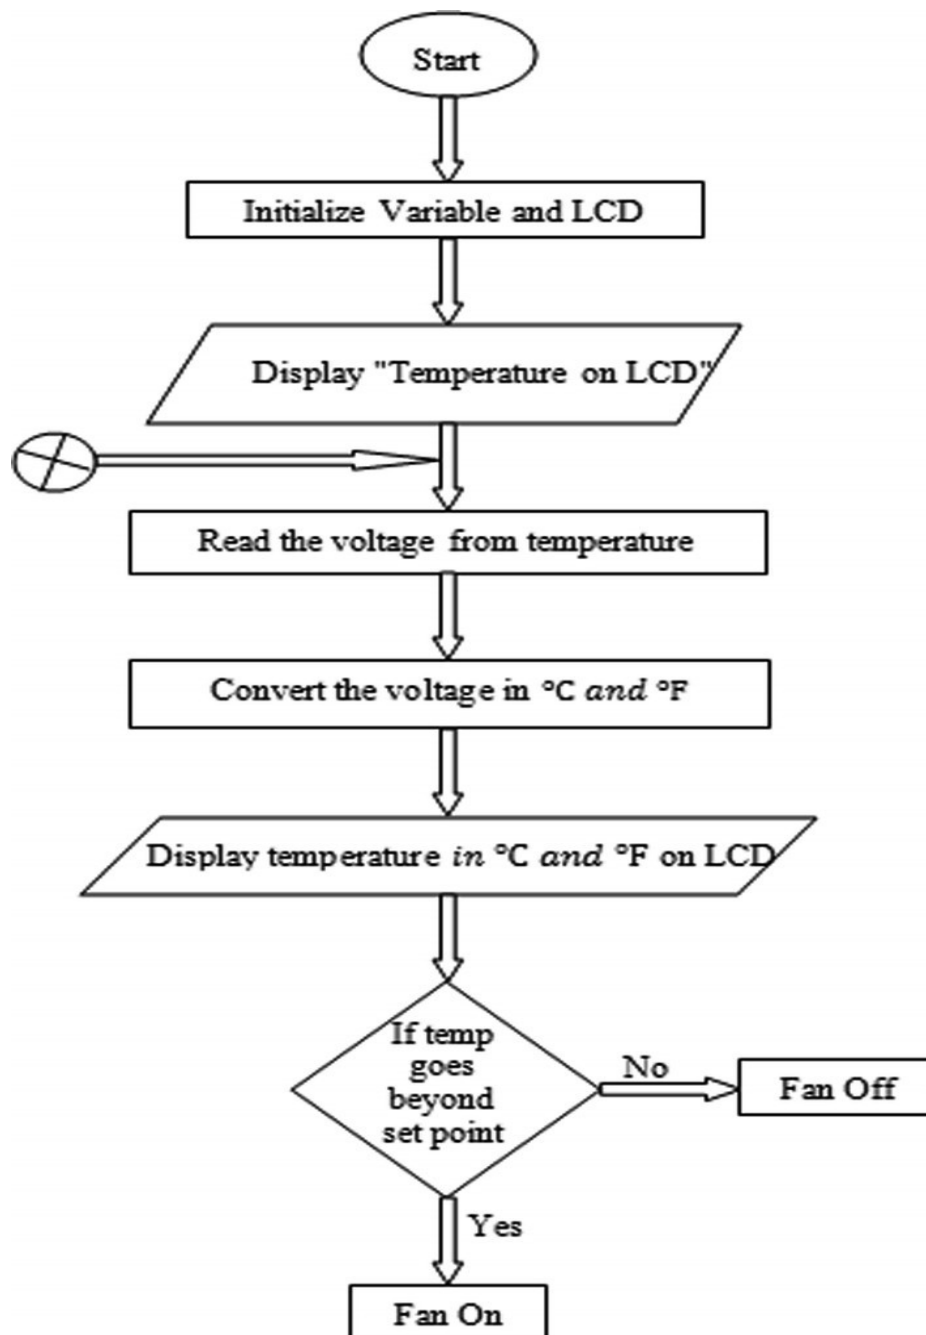 Start
Initialize Variable and LCD
Display "Temperature on LCD"
Read the voltage from temperature
Convert the voltage in °C and °F
Display temperature in °C and °F on LCD
If temp
goes
beyond
set point
No
Fan Off
Yes
Fan On